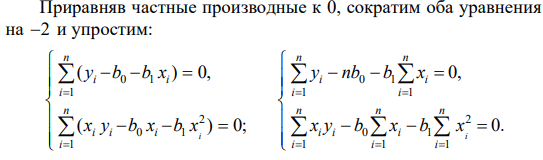 Приравняв частные производные к 0, сократим оба уравнения
на −2 и упростим:
{ ∑_{i=1}^{n} (y_i − b_0 − b_1 x_i) = 0,   { ∑_{i=1}^{n} y_i − nb_0 − b_1 ∑_{i=1}^{n} x_i = 0,
∑_{i=1}^{n} (x_i y_i − b_0 x_i − b_1 x_i^2) = 0;   ∑_{i=1}^{n} x_i y_i − b_0 ∑_{i=1}^{n} x_i − b_1 ∑_{i=1}^{n} x_i^2 = 0.